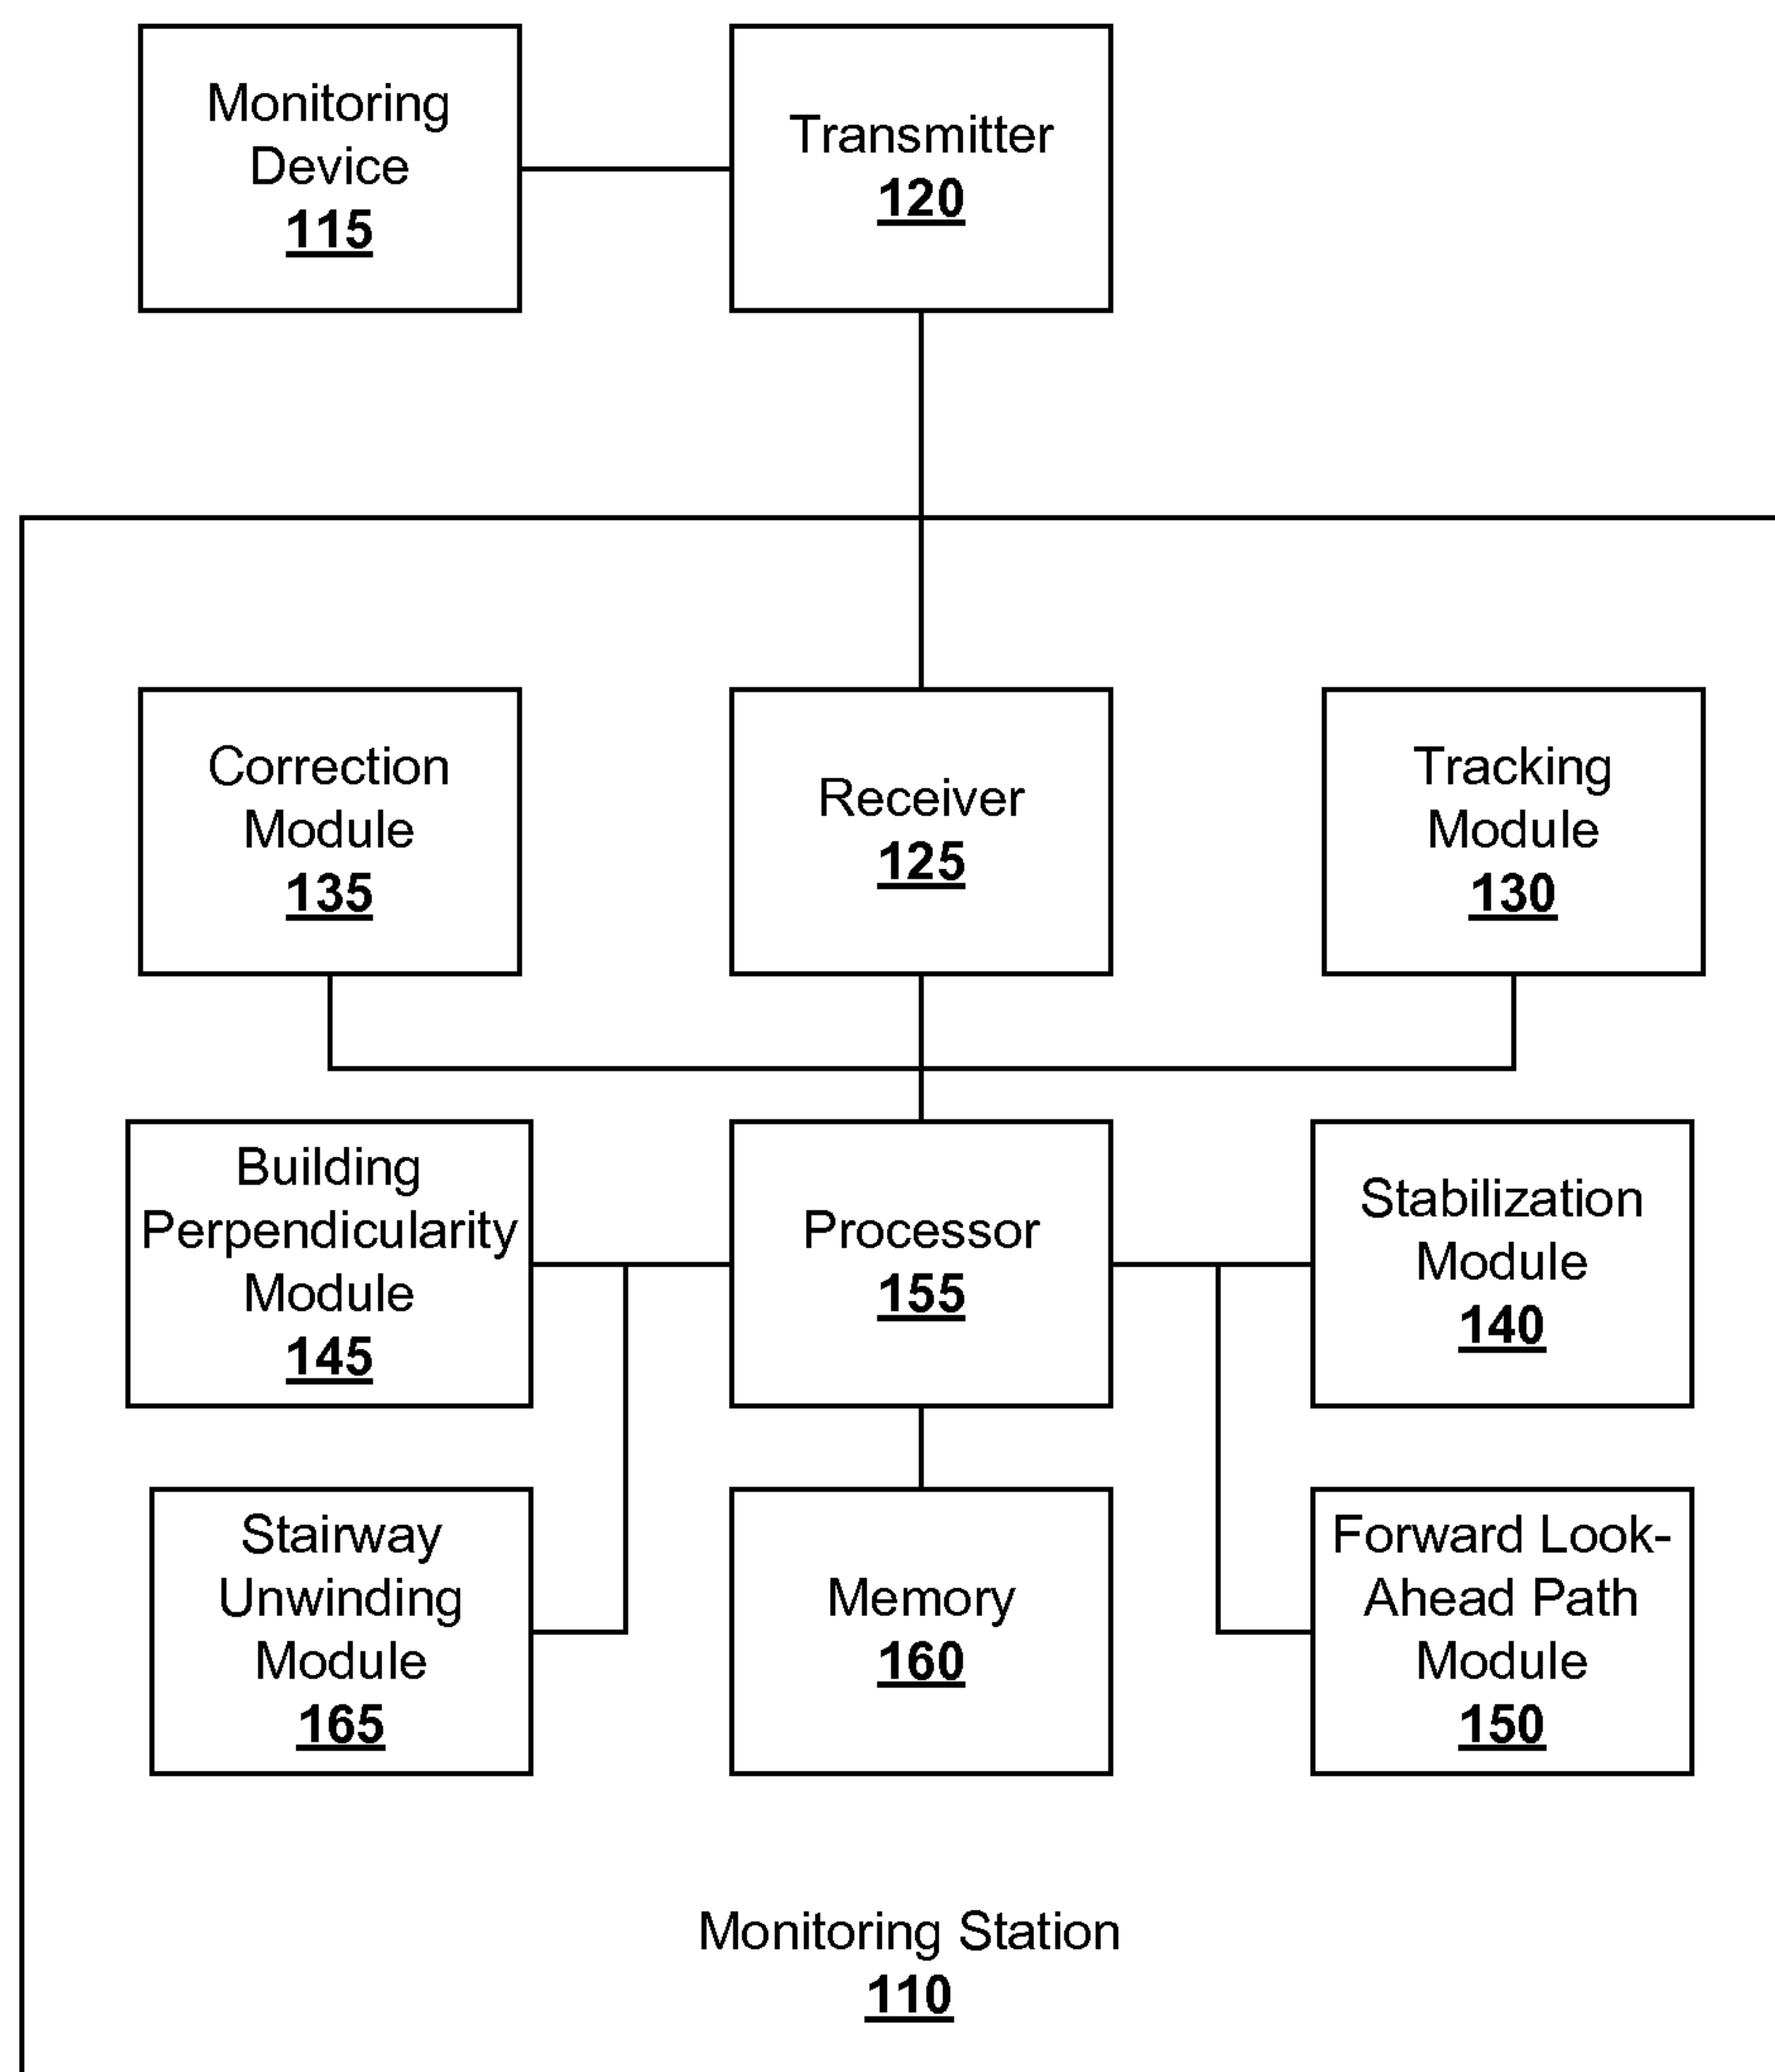 Monitoring
Device
115
Transmitter
120
Correction
Module
135
Receiver
125
Tracking
Module
130
Building
Perpendicularity
Module
145
Processor
155
Stabilization
Module
140
Stairway
Unwinding
Module
165
Memory
160
Forward Look-
Ahead Path
Module
150
Monitoring Station
110